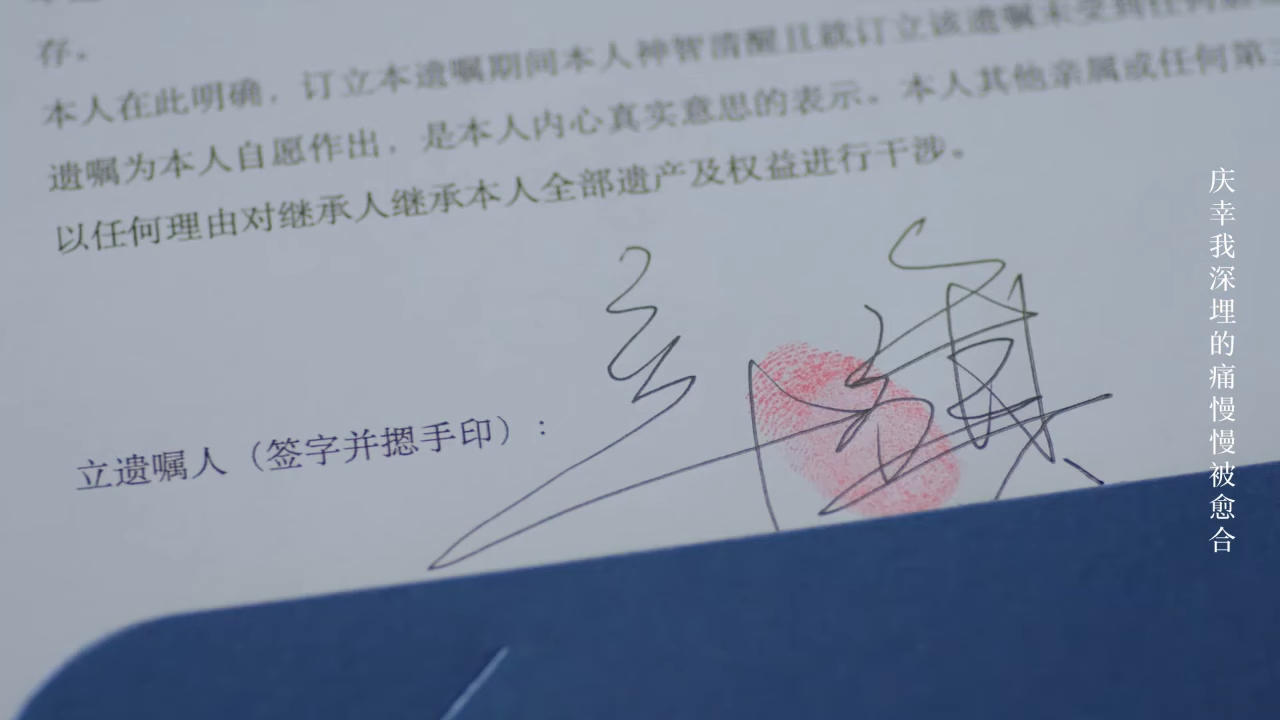 存。
本人在此明确，订立本遗嘱期间本人神智清醒且就订立该遗嘱未受到任何
遗嘱为本人自愿作出，是本人内心真实意思的表示。本人其他亲属或任何第三
以任何理由对继承人继承本人全部遗产及权益进行干涉。
立遗嘱人（签字并摁手印）：
庆幸我深埋的痛慢慢被愈合